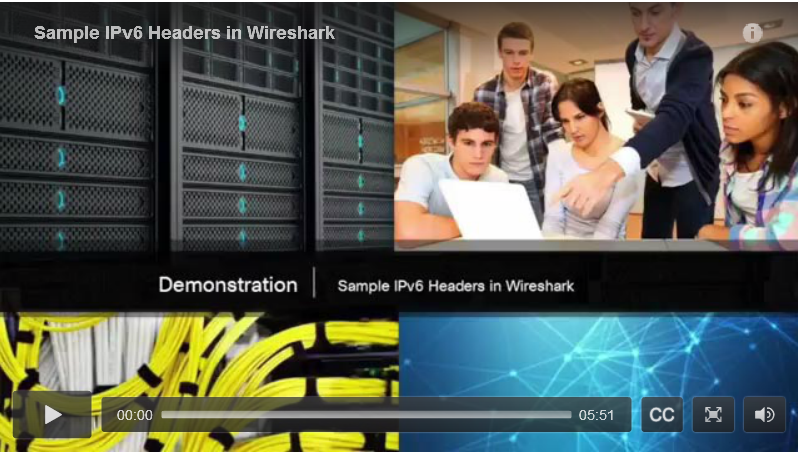 Sample IPv6 Headers in Wireshark
Demonstration | Sample IPv6 Headers in Wireshark
00:00
05:51
CC